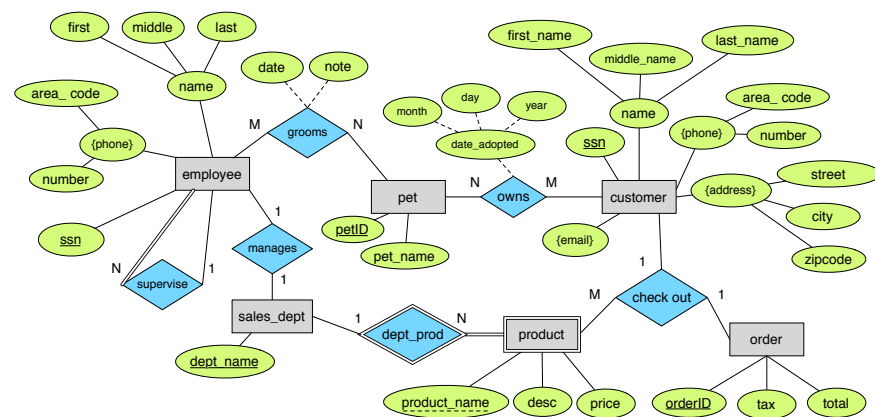 first
middle
last
name
area_ code
{phone}
number
ssn
employee
date
note
M
grooms
N
month
day
year
date_adopted
first_name
middle_name
last_name
name
area_ code
{phone}
number
ssn
customer
{address}
street
city
zipcode
{email}
pet
N
owns
M
petID
pet_name
N
supervise
1
1
manages
1
sales_dept
dept_name
1
dept_prod
N
product
product_name
desc
price
M
1
check out
1
order
orderID
tax
total